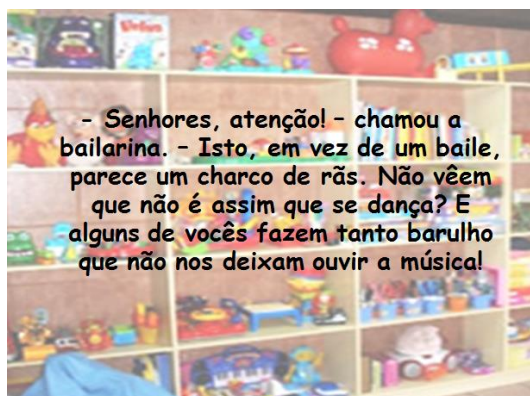 - Senhores, atenção! – chamou a
bailarina. – Isto, em vez de um baile,
parece um charco de rãs. Não vêem
que não é assim que se dança? E
alguns de vocês fazem tanto barulho
que não nos deixam ouvir a música!